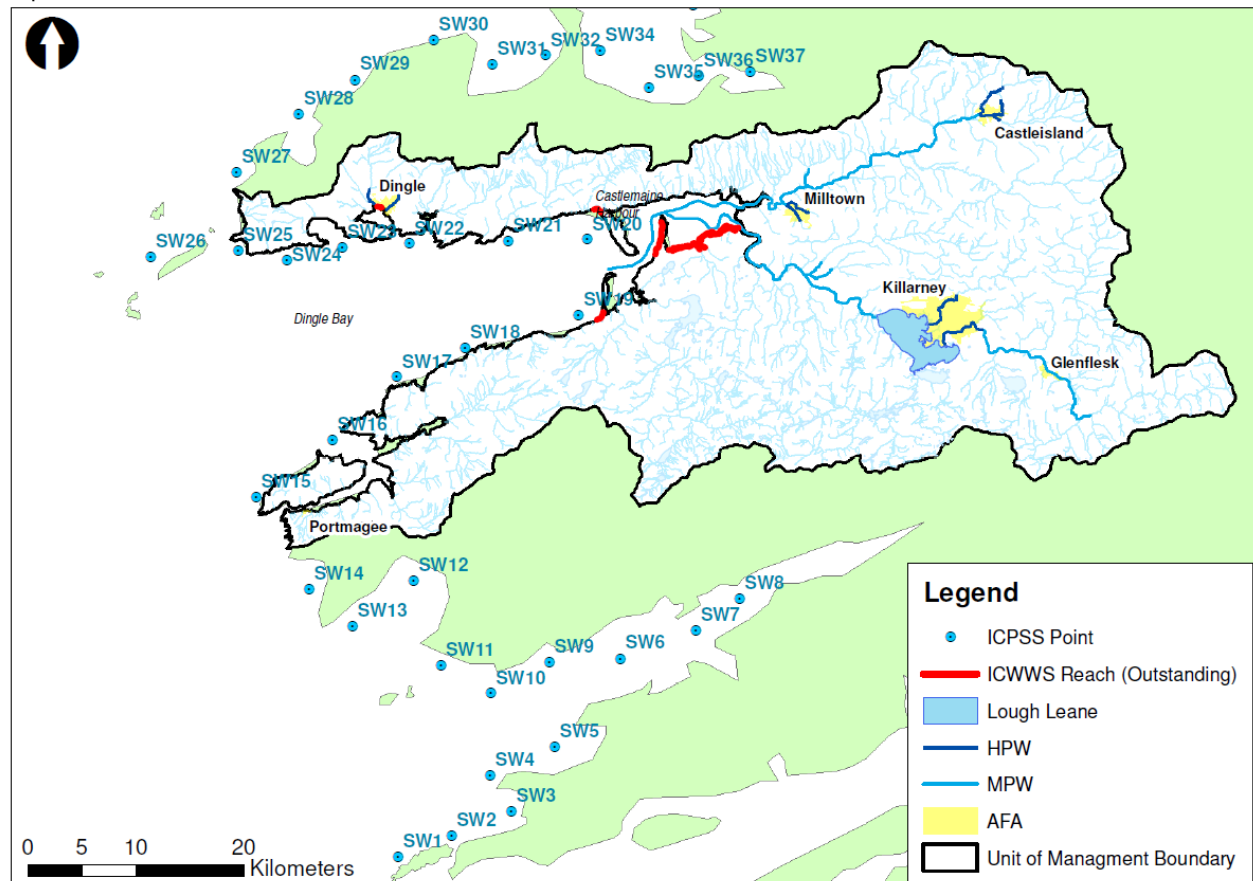 SW30
SW31
SW32
SW34
SW29
SW35
SW36
SW37
SW28
Castleisland
SW27
Dingle
Castlemaine
Harbour
Milltown
SW26
SW25
SW24
SW23
SW22
SW21
SW20
Killarney
Dingle Bay
SW19
SW18
SW17
Glenflesk
SW16
SW15
Portmagee
SW14
SW12
SW13
SW8
SW7
SW11
SW9
SW6
SW10
SW5
SW4
SW3
SW2
SW1
0 5 10 20
Kilometers
Legend
ICPSS Point
ICWWS Reach (Outstanding)
Lough Leane
HPW
MPW
AFA
Unit of Managment Boundary